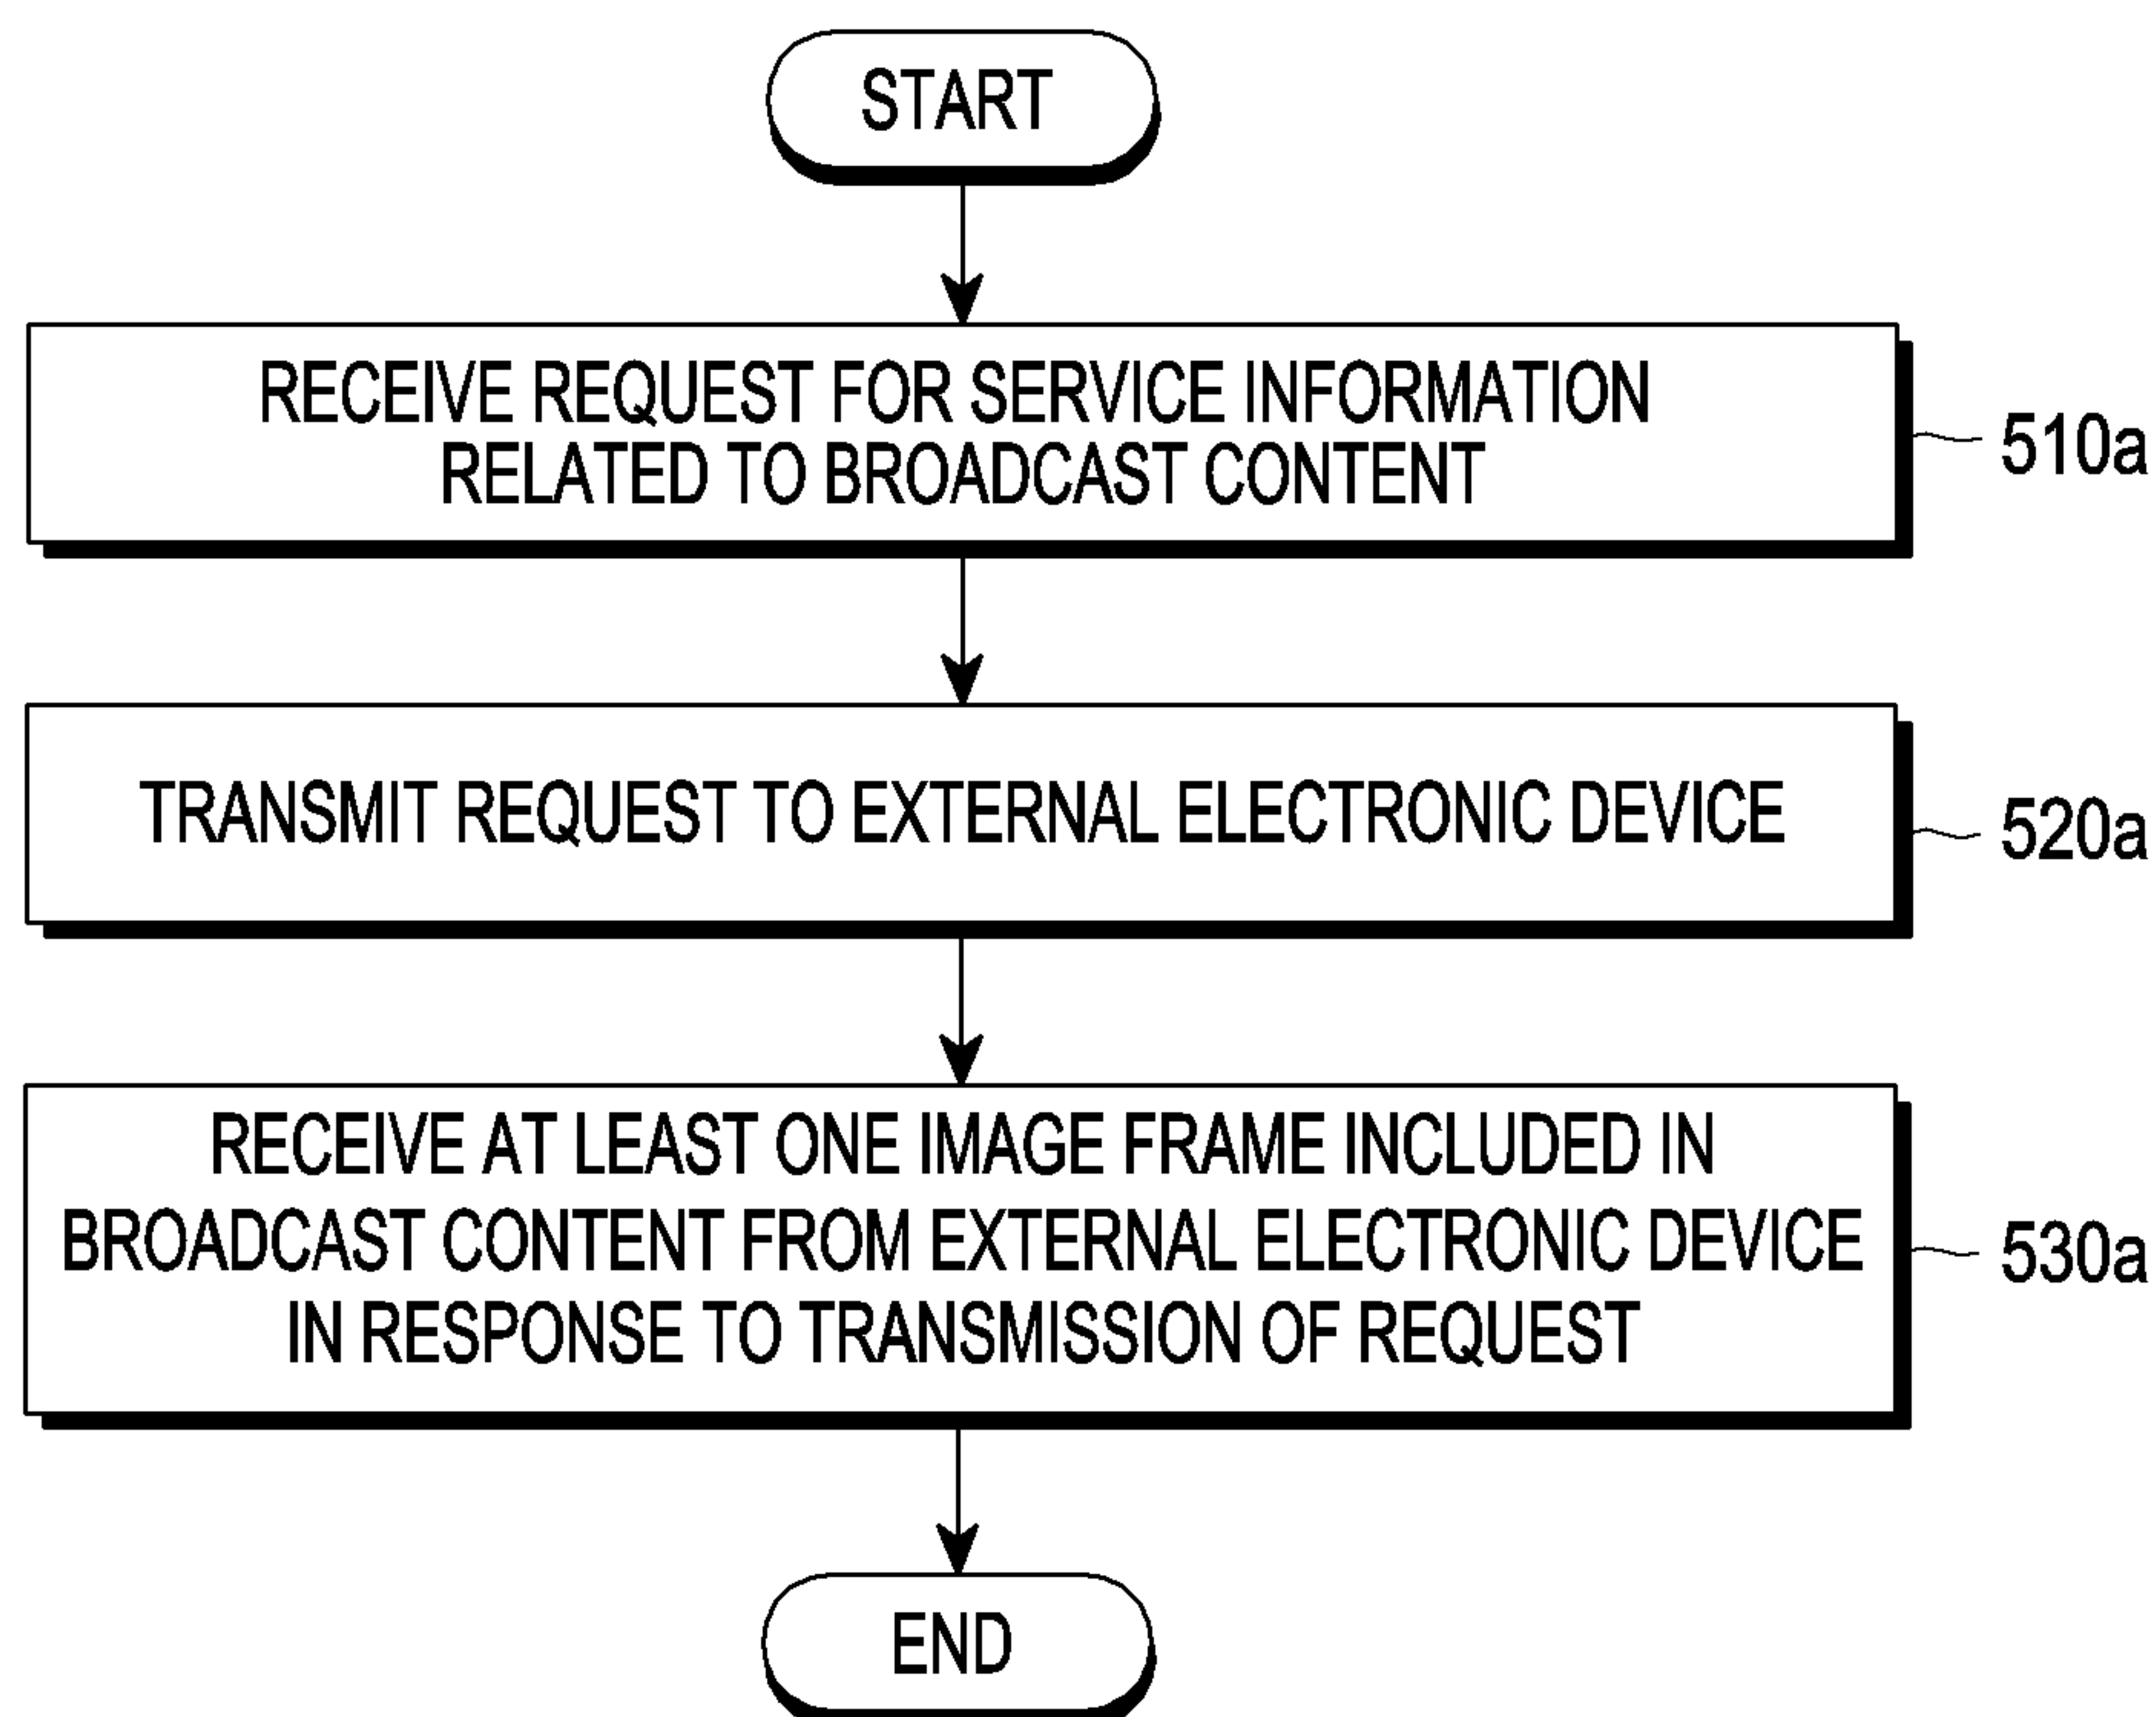 START
RECEIVE REQUEST FOR SERVICE INFORMATION
RELATED TO BROADCAST CONTENT
510a
TRANSMIT REQUEST TO EXTERNAL ELECTRONIC DEVICE
520a
RECEIVE AT LEAST ONE IMAGE FRAME INCLUDED IN
BROADCAST CONTENT FROM EXTERNAL ELECTRONIC DEVICE
IN RESPONSE TO TRANSMISSION OF REQUEST
530a
END